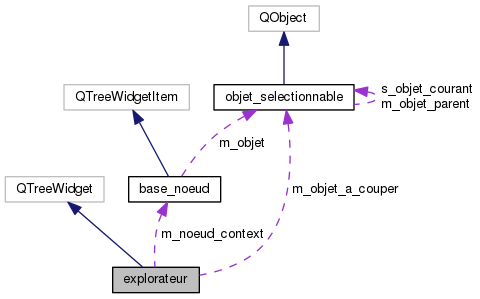 QObject
QTreeWidgetItem
objet_selectionnable
s_objet_courant
m_objet_parent
m_objet
QTreeWidget
base_noeud
m_objet_a_couper
m_noeud_context
explorateur